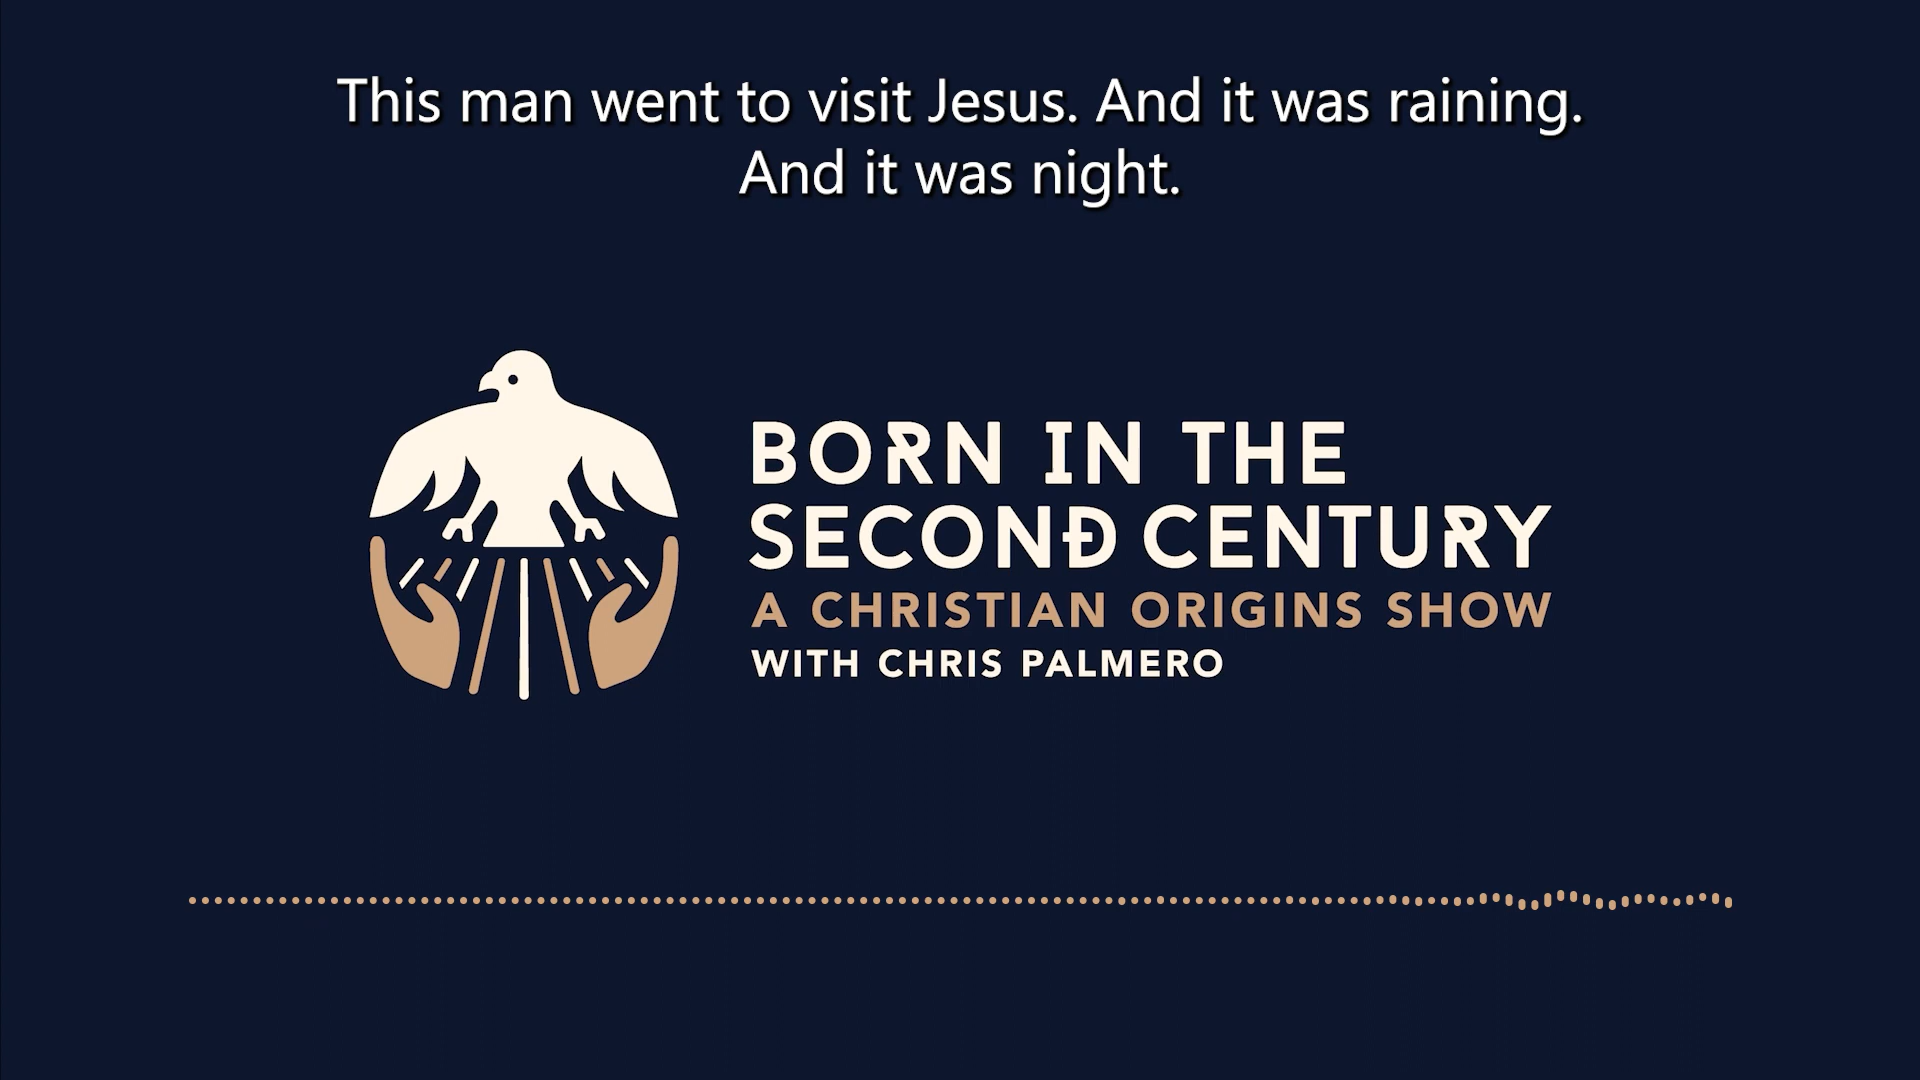 This man went to visit Jesus. And it was raining.
And it was night.
BORN IN THE
SECOND CENTURY
A CHRISTIAN ORIGINS SHOW
WITH CHRIS PALMERO